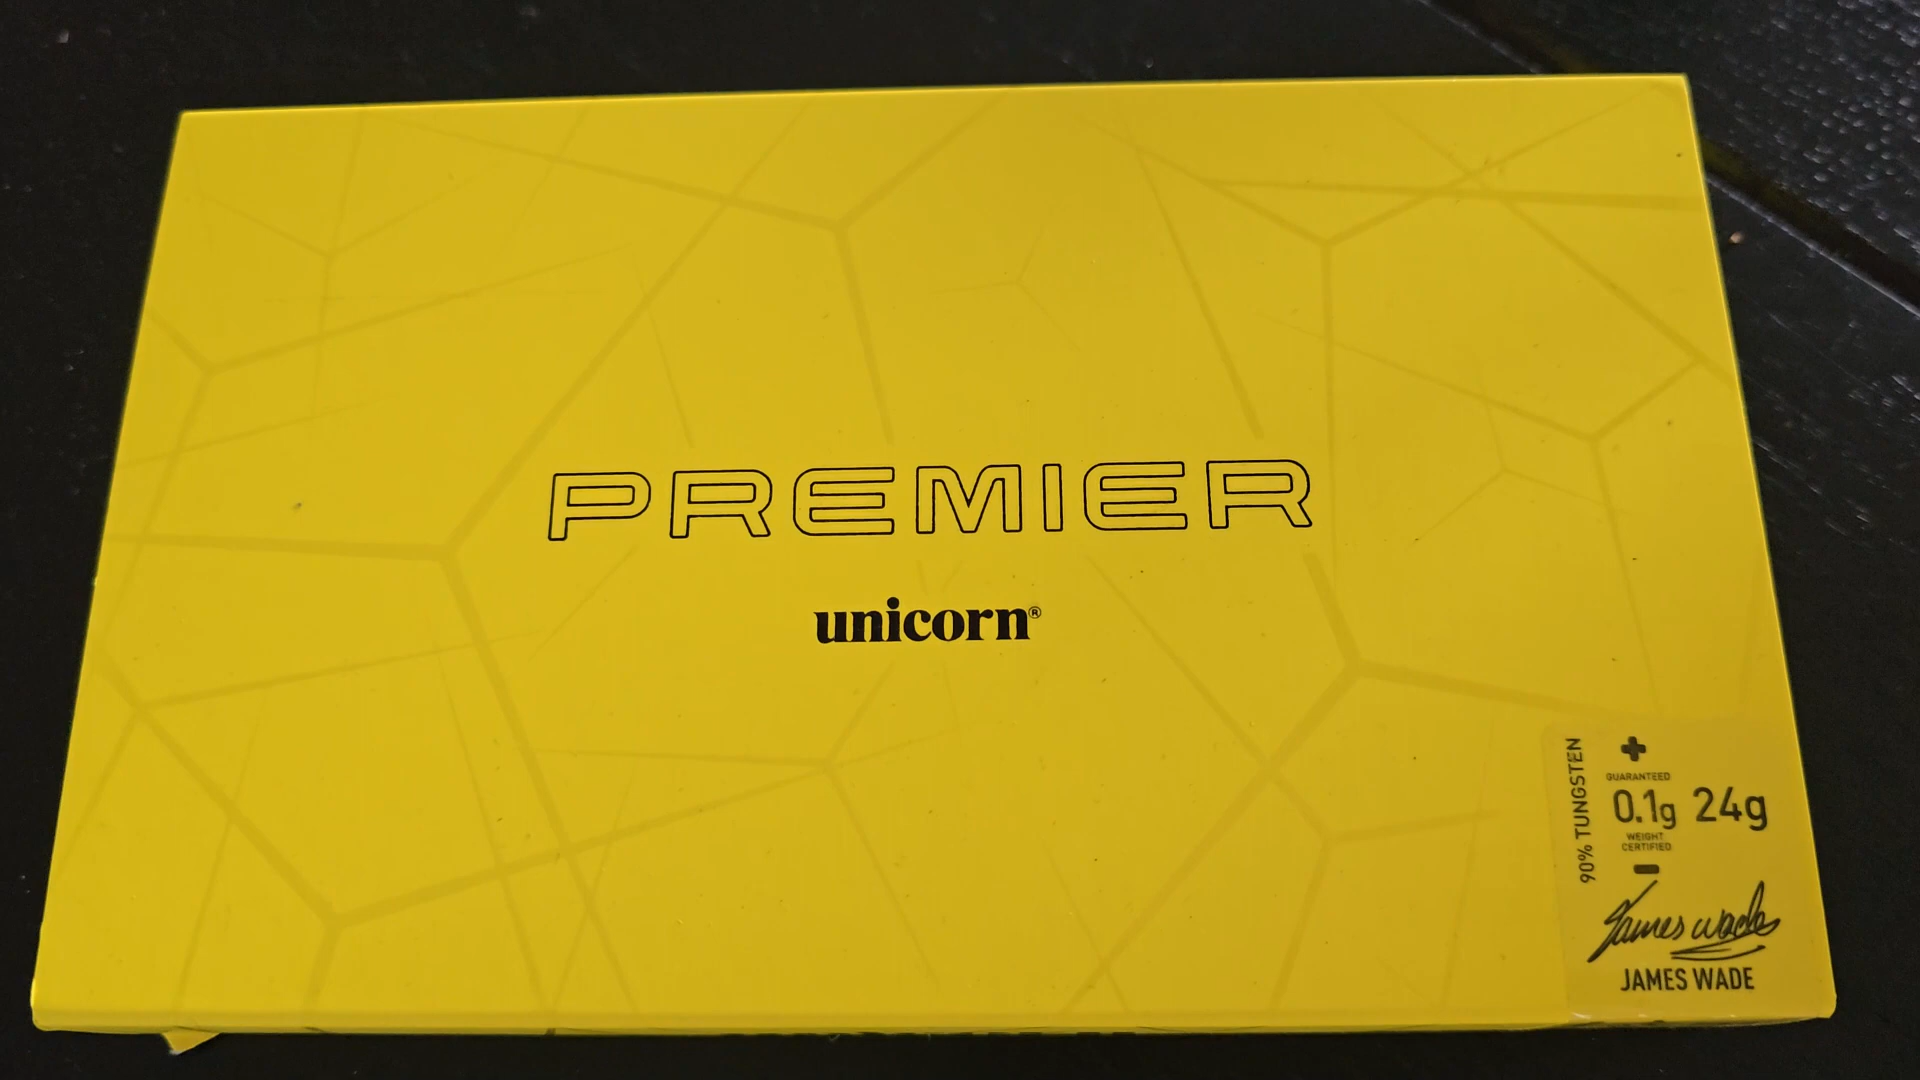 PREMIER
unicorn®
90% TUNGSTEN
+
GUARANTEED
0.1g
WEIGHT
CERTIFIED
-
24g
James Wade
JAMES WADE